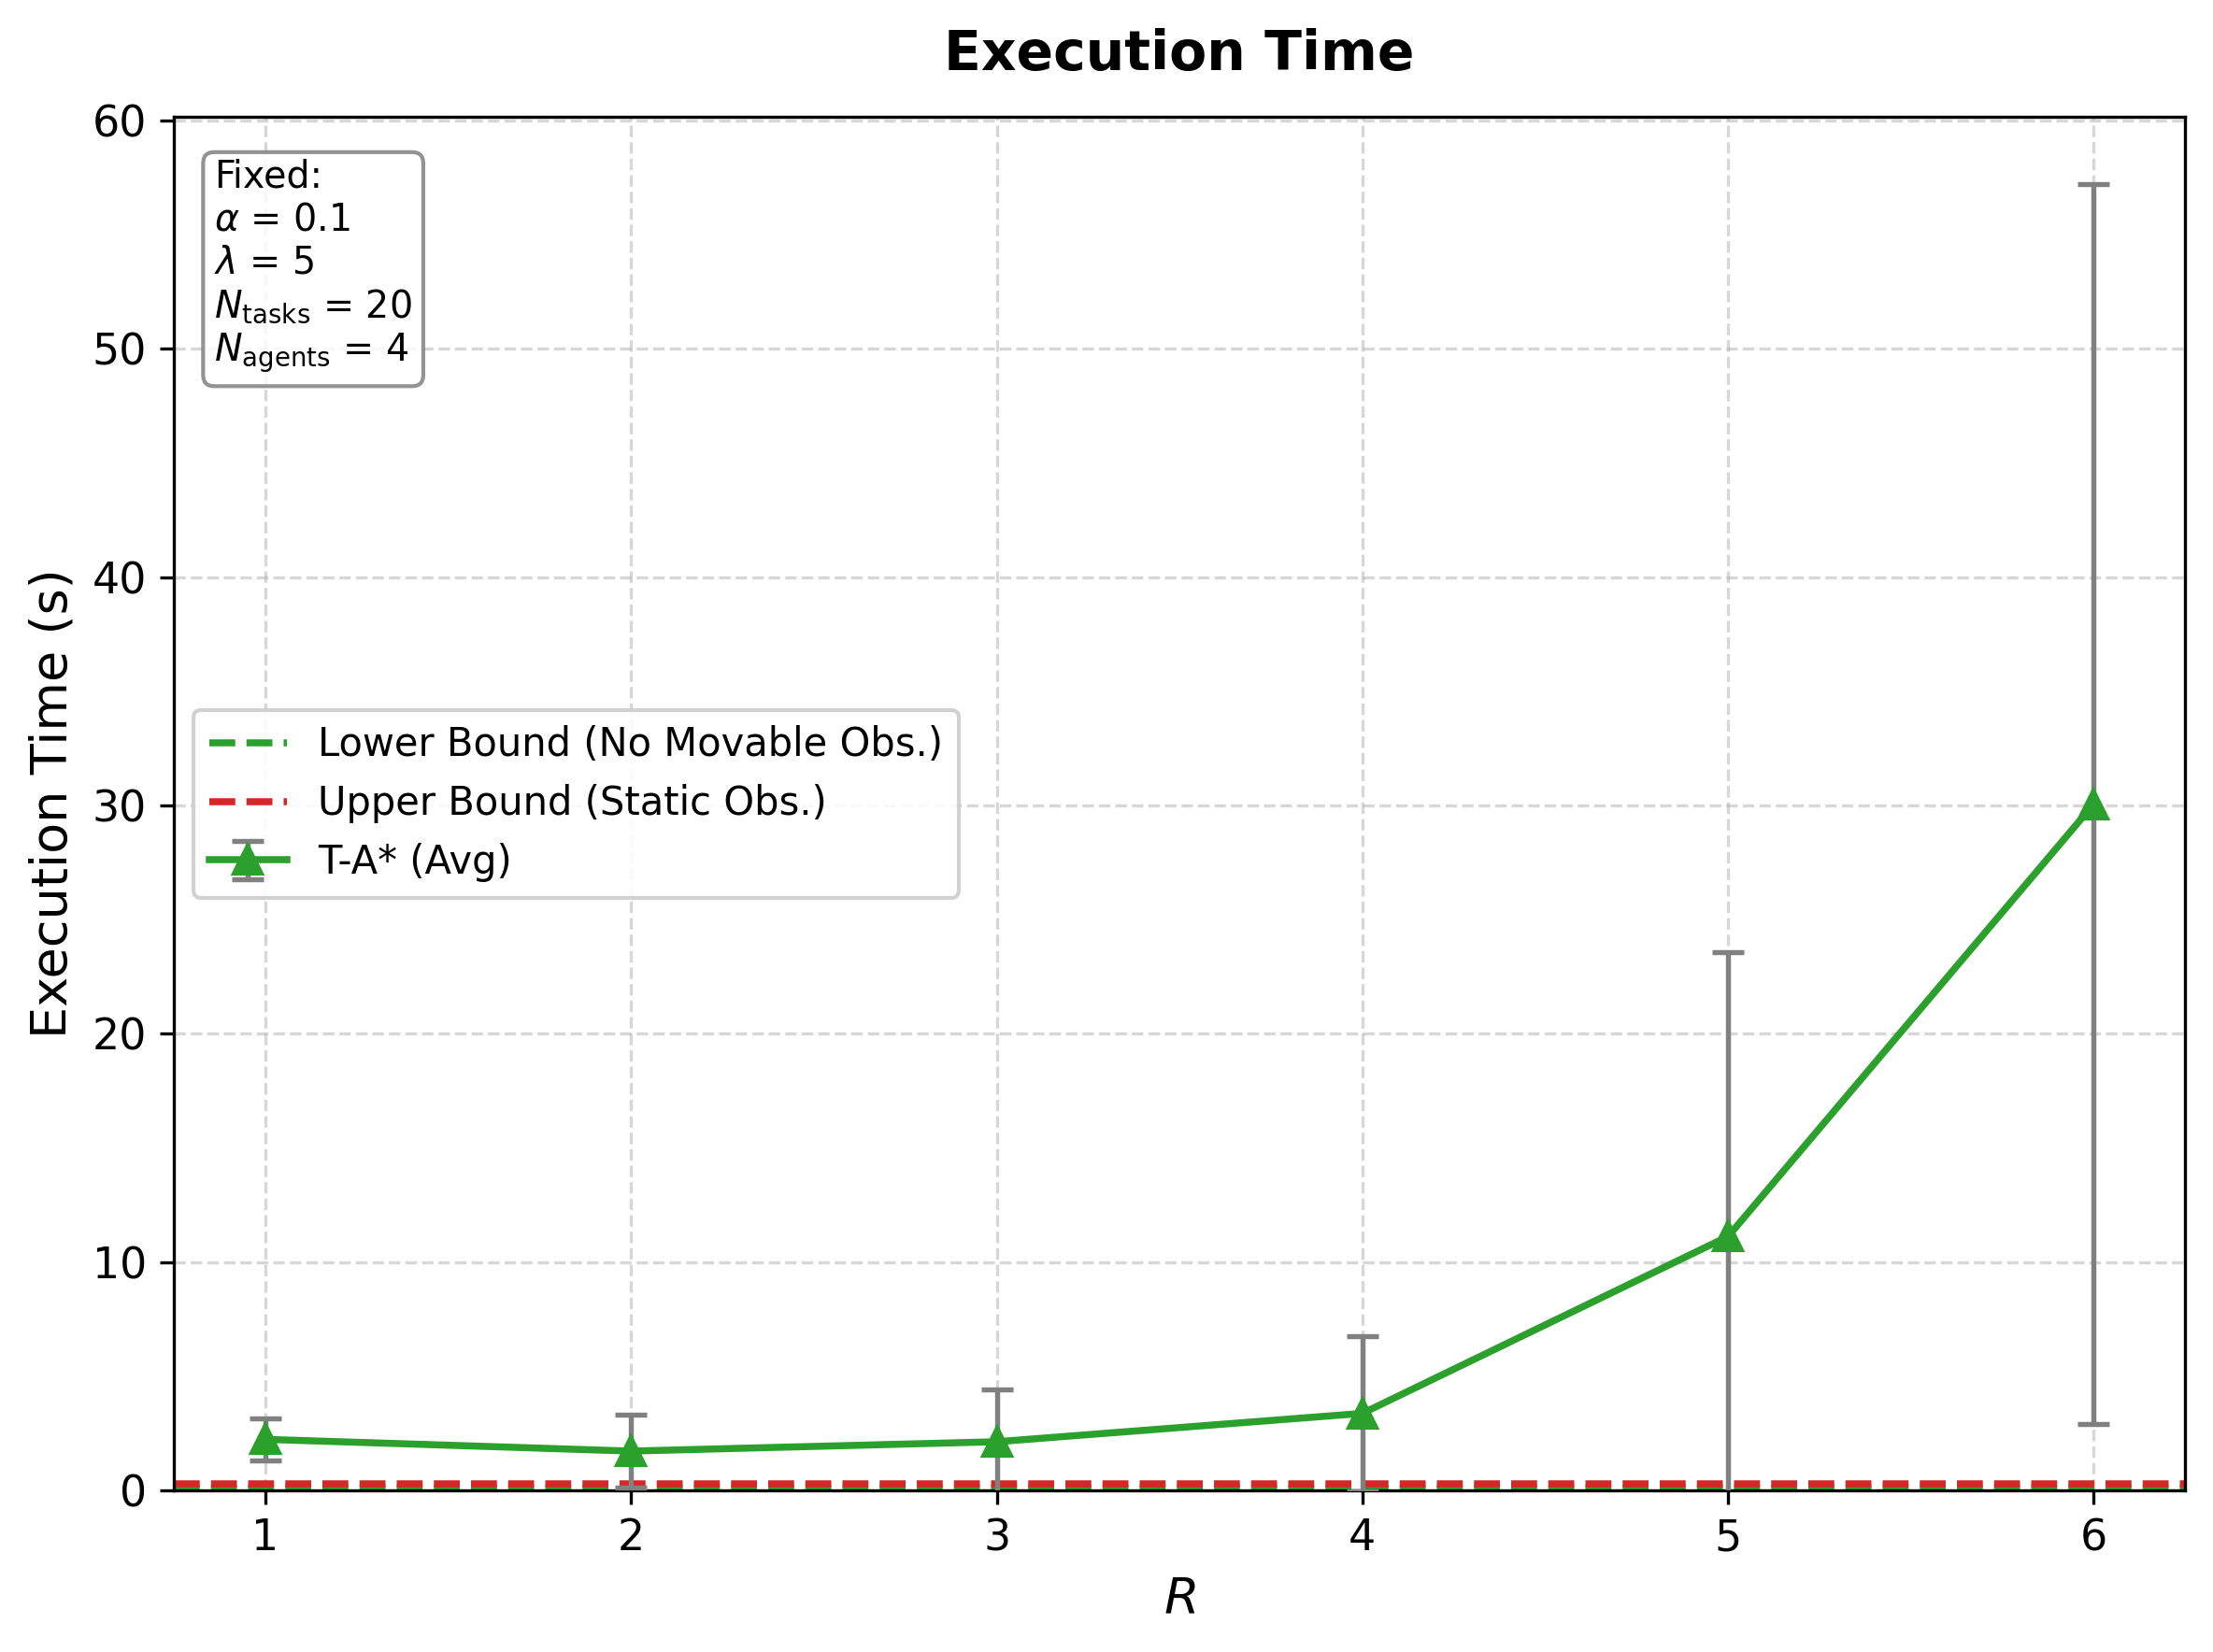 Execution Time
60
50
40
30
20
10
0
Execution Time (s)
Fixed:
α = 0.1
λ = 5
N_tasks = 20
N_agents = 4
Lower Bound (No Movable Obs.)
Upper Bound (Static Obs.)
T-A* (Avg)
1 2 3 4 5 6
R